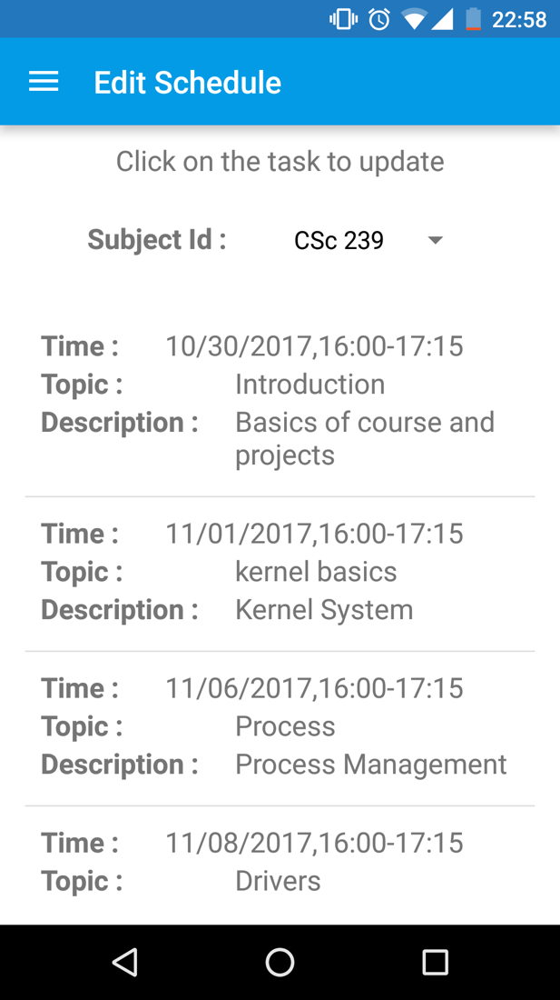 22:58
Edit Schedule
Click on the task to update
Subject Id : CSc 239
Time : 10/30/2017,16:00-17:15
Topic : Introduction
Description : Basics of course and
projects
Time : 11/01/2017,16:00-17:15
Topic : kernel basics
Description : Kernel System
Time : 11/06/2017,16:00-17:15
Topic : Process
Description : Process Management
Time : 11/08/2017,16:00-17:15
Topic : Drivers